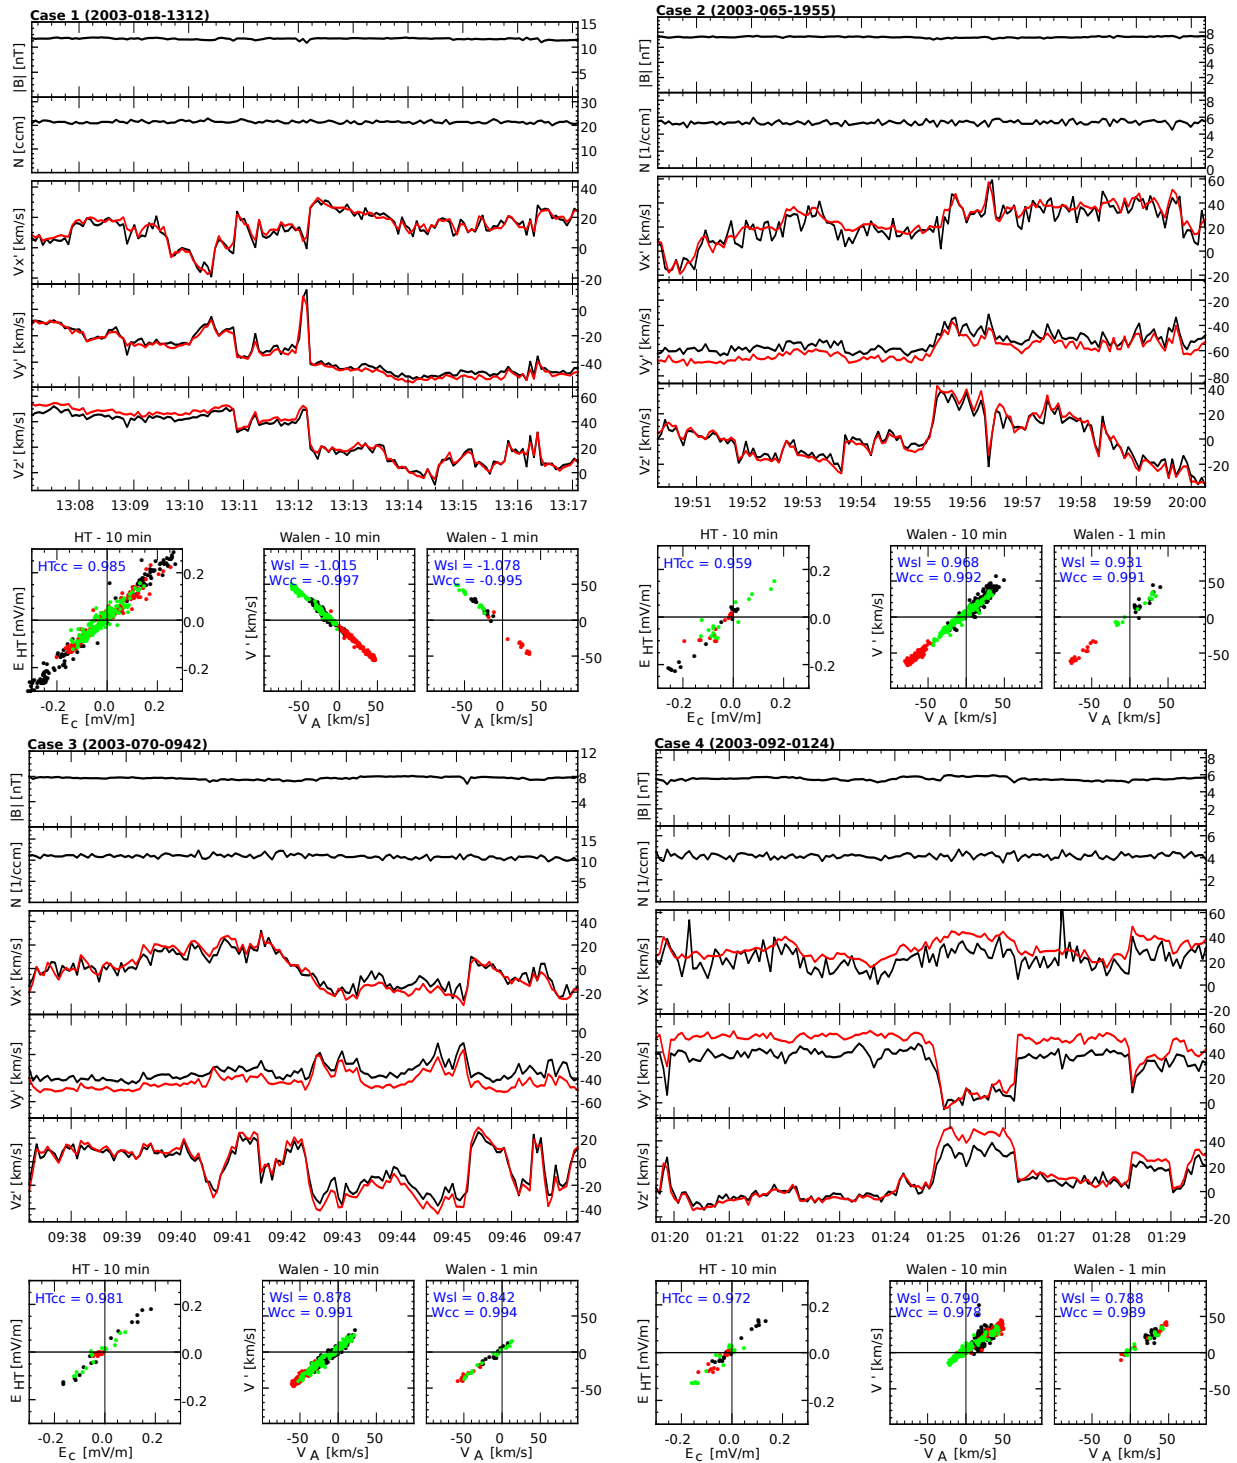 Case 1 (2003-018-1312)
|B| [nT]
15
10
5
N [ccm]
30
20
10
Vx' [km/s]
40
20
0
-20
Vy' [km/s]
0
-20
-40
Vz' [km/s]
60
40
20
0
13:08 13:09 13:10 13:11 13:12 13:13 13:14 13:15 13:16 13:17
HT - 10 min
HTcc = 0.985
E HT [mV/m]
0.2
0.0
-0.2
-0.2 0.0 0.2
E C [mV/m]
Walen - 10 min
Wsl = -1.015
Wcc = -0.997
V ' [km/s]
-50 0 50
V A [km/s]
Walen - 1 min
Wsl = -1.078
Wcc = -0.995
50
0
-50
-50 0 50
V A [km/s]
Case 2 (2003-065-1955)
|B| [nT]
8
6
4
2
N [1/ccm]
8
6
4
2
0
Vx' [km/s]
60
40
20
0
-20
Vy' [km/s]
-20
-40
-60
-80
Vz' [km/s]
40
20
0
-20
19:51 19:52 19:53 19:54 19:55 19:56 19:57 19:58 19:59 20:00
HT - 10 min
HTcc = 0.959
E HT [mV/m]
0.2
0.0
-0.2
-0.2 0.0 0.2
E C [mV/m]
Walen - 10 min
Wsl = 0.968
Wcc = 0.992
V ' [km/s]
-50 0 50
V A [km/s]
Walen - 1 min
Wsl = 0.931
Wcc = 0.991
50
0
-50
-50 0 50
V A [km/s]
Case 3 (2003-070-0942)
|B| [nT]
12
8
4
N [1/ccm]
15
10
5
Vx' [km/s]
40
20
0
-20
Vy' [km/s]
0
-20
-40
-60
Vz' [km/s]
20
0
-20
-40
09:38 09:39 09:40 09:41 09:42 09:43 09:44 09:45 09:46 09:47
HT - 10 min
HTcc = 0.981
E HT [mV/m]
0.2
0.0
-0.2
-0.2 0.0 0.2
E C [mV/m]
Walen - 10 min
Wsl = 0.878
Wcc = 0.991
V ' [km/s]
-50 0 50
V A [km/s]
Walen - 1 min
Wsl = 0.842
Wcc = 0.994
50
0
-50
-50 0 50
V A [km/s]
Case 4 (2003-092-0124)
|B| [nT]
8
6
4
2
N [1/ccm]
6
4
2
Vx' [km/s]
60
40
20
0
-20
Vy' [km/s]
60
40
20
0
Vz' [km/s]
40
20
0
-20
01:20 01:21 01:22 01:23 01:24 01:25 01:26 01:27 01:28 01:29
HT - 10 min
HTcc = 0.972
E HT [mV/m]
0.2
0.0
-0.2
-0.2 0.0 0.2
E C [mV/m]
Walen - 10 min
Wsl = 0.790
Wcc = 0.978
V ' [km/s]
-50 0 50
V A [km/s]
Walen - 1 min
Wsl = 0.788
Wcc = 0.989
50
0
-50
-50 0 50
V A [km/s]